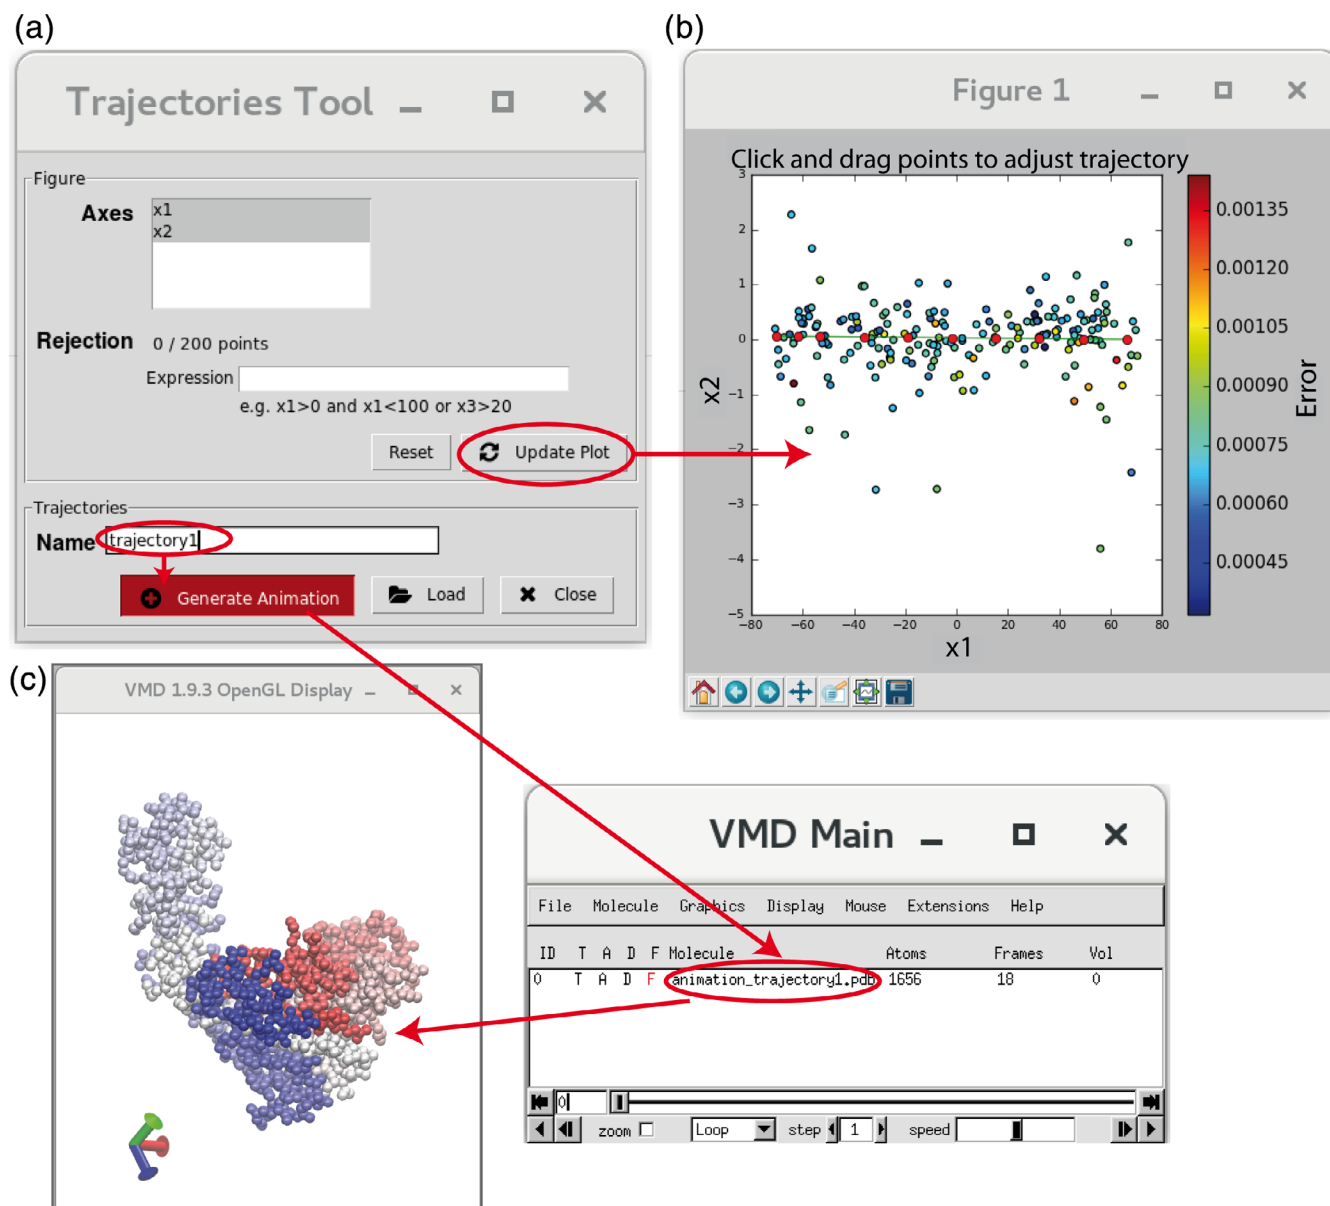 (a)
Trajectories Tool
Figure
Axes
x1
x2
Rejection
0 / 200 points
Expression
e.g. x1>0 and x1<100 or x3>20
Reset
Update Plot
Trajectories
Name
trajectory1
Generate Animation
Load
Close
(b)
Figure 1
Click and drag points to adjust trajectory
3
2
1
0
−1
−2
−3
−4
−5
x2
−80 −60 −40 −20 0 20 40 60 80
x1
0.00135
0.00120
0.00105
0.00090
0.00075
0.00060
0.00045
Error
(c)
VMD 1.9.3 OpenGL Display
VMD Main
File Molecule Graphics Display Mouse Extensions Help
ID T A D F Molecule Atoms Frames Vol
0 T A D F animation_trajectory1.pdb 1656 18 0
0
zoom Loop step 1 speed